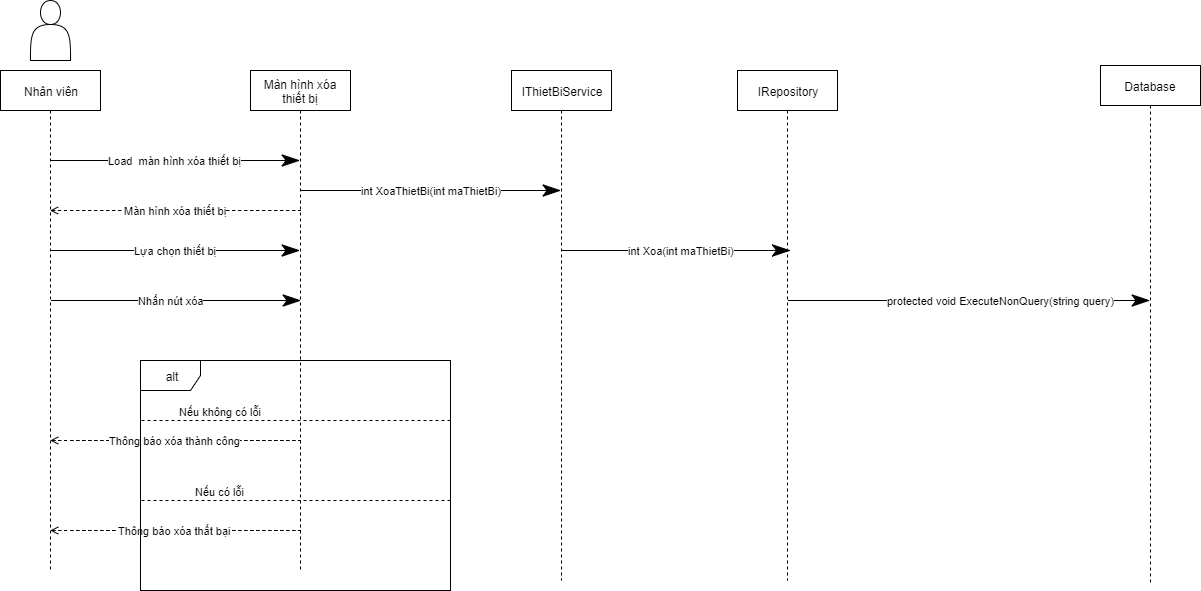 Nhân viên
Màn hình xóa
thiết bị
IThietBiService
IRepository
Database
Load màn hình xóa thiết bị
int XoaThietBi(int maThietBi)
Màn hình xóa thiết bị
Lựa chọn thiết bị
int Xoa(int maThietBi)
Nhấn nút xóa
protected void ExecuteNonQuery(string query)
alt
Nếu không có lỗi
Thông báo xóa thành công
Nếu có lỗi
Thông báo xóa thất bại